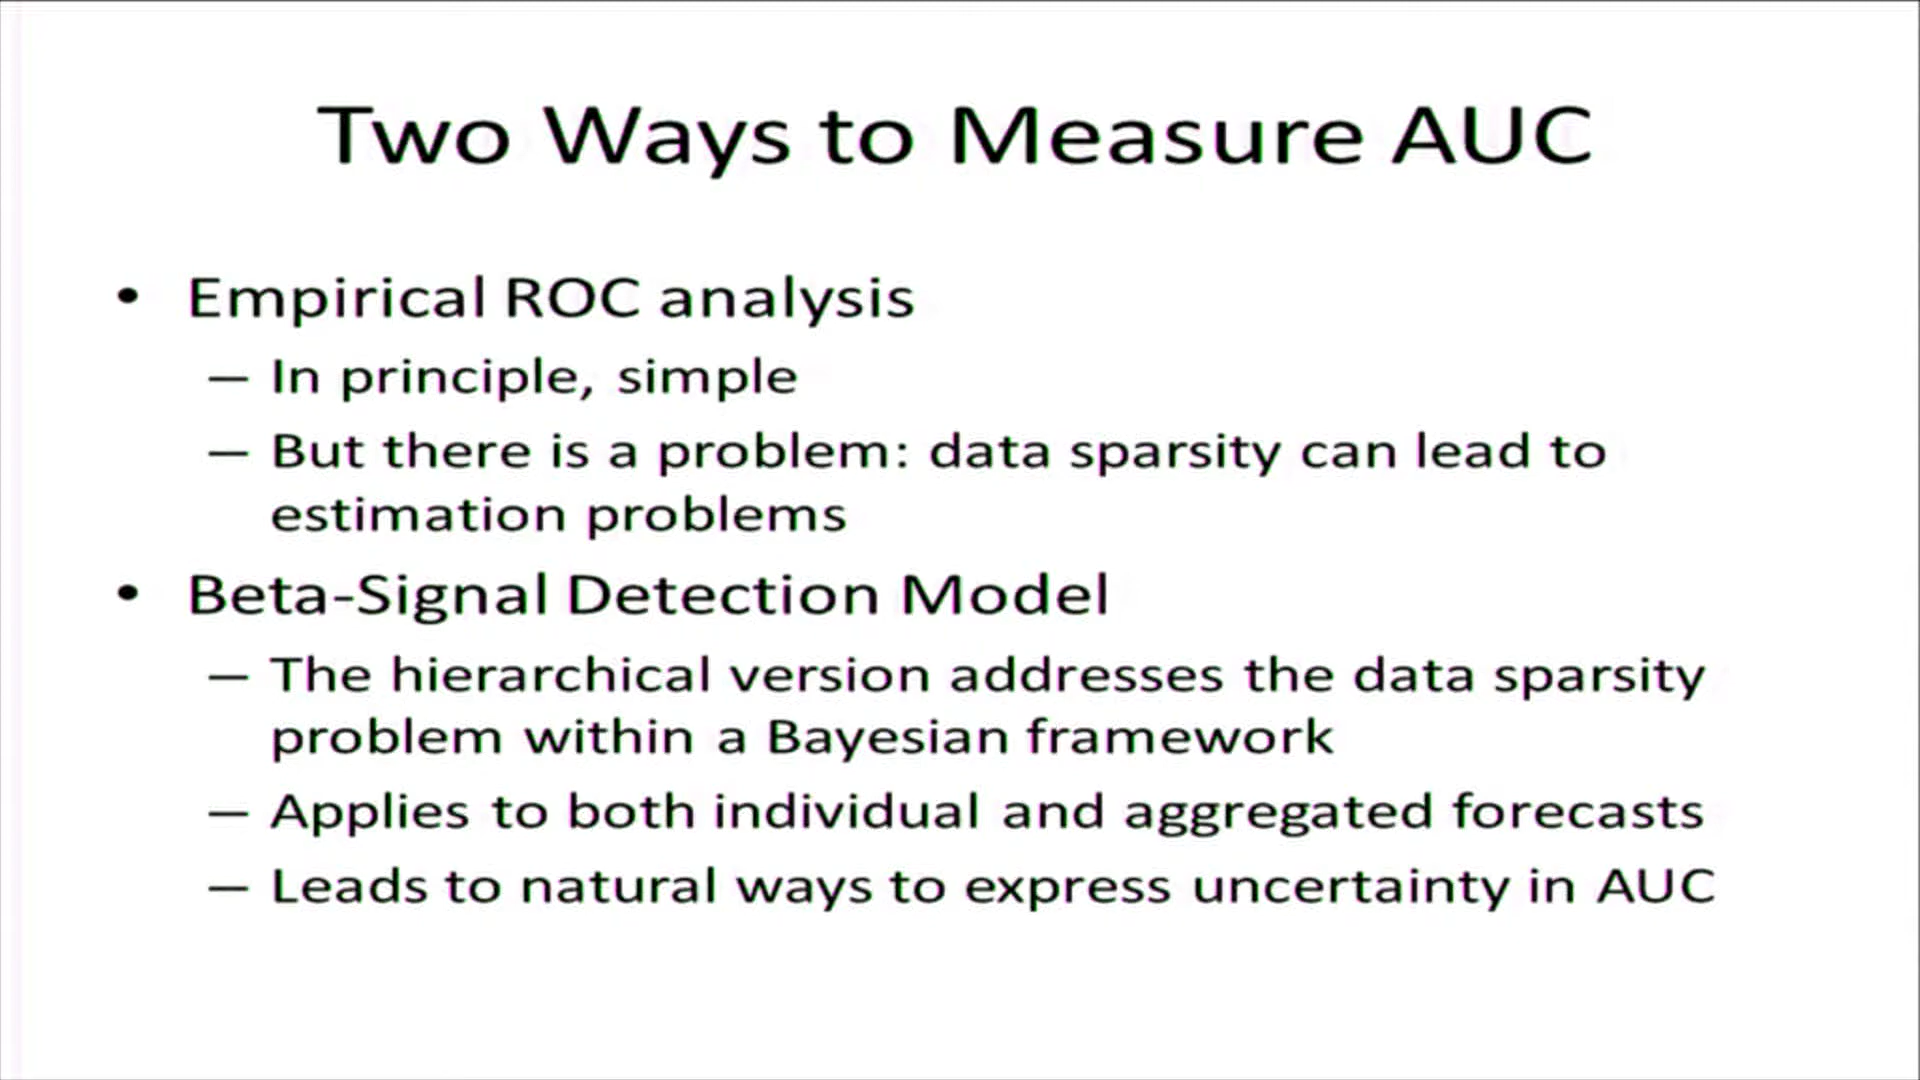 Two Ways to Measure AUC
• Empirical ROC analysis
– In principle, simple
– But there is a problem: data sparsity can lead to
estimation problems
• Beta-Signal Detection Model
– The hierarchical version addresses the data sparsity
problem within a Bayesian framework
– Applies to both individual and aggregated forecasts
– Leads to natural ways to express uncertainty in AUC